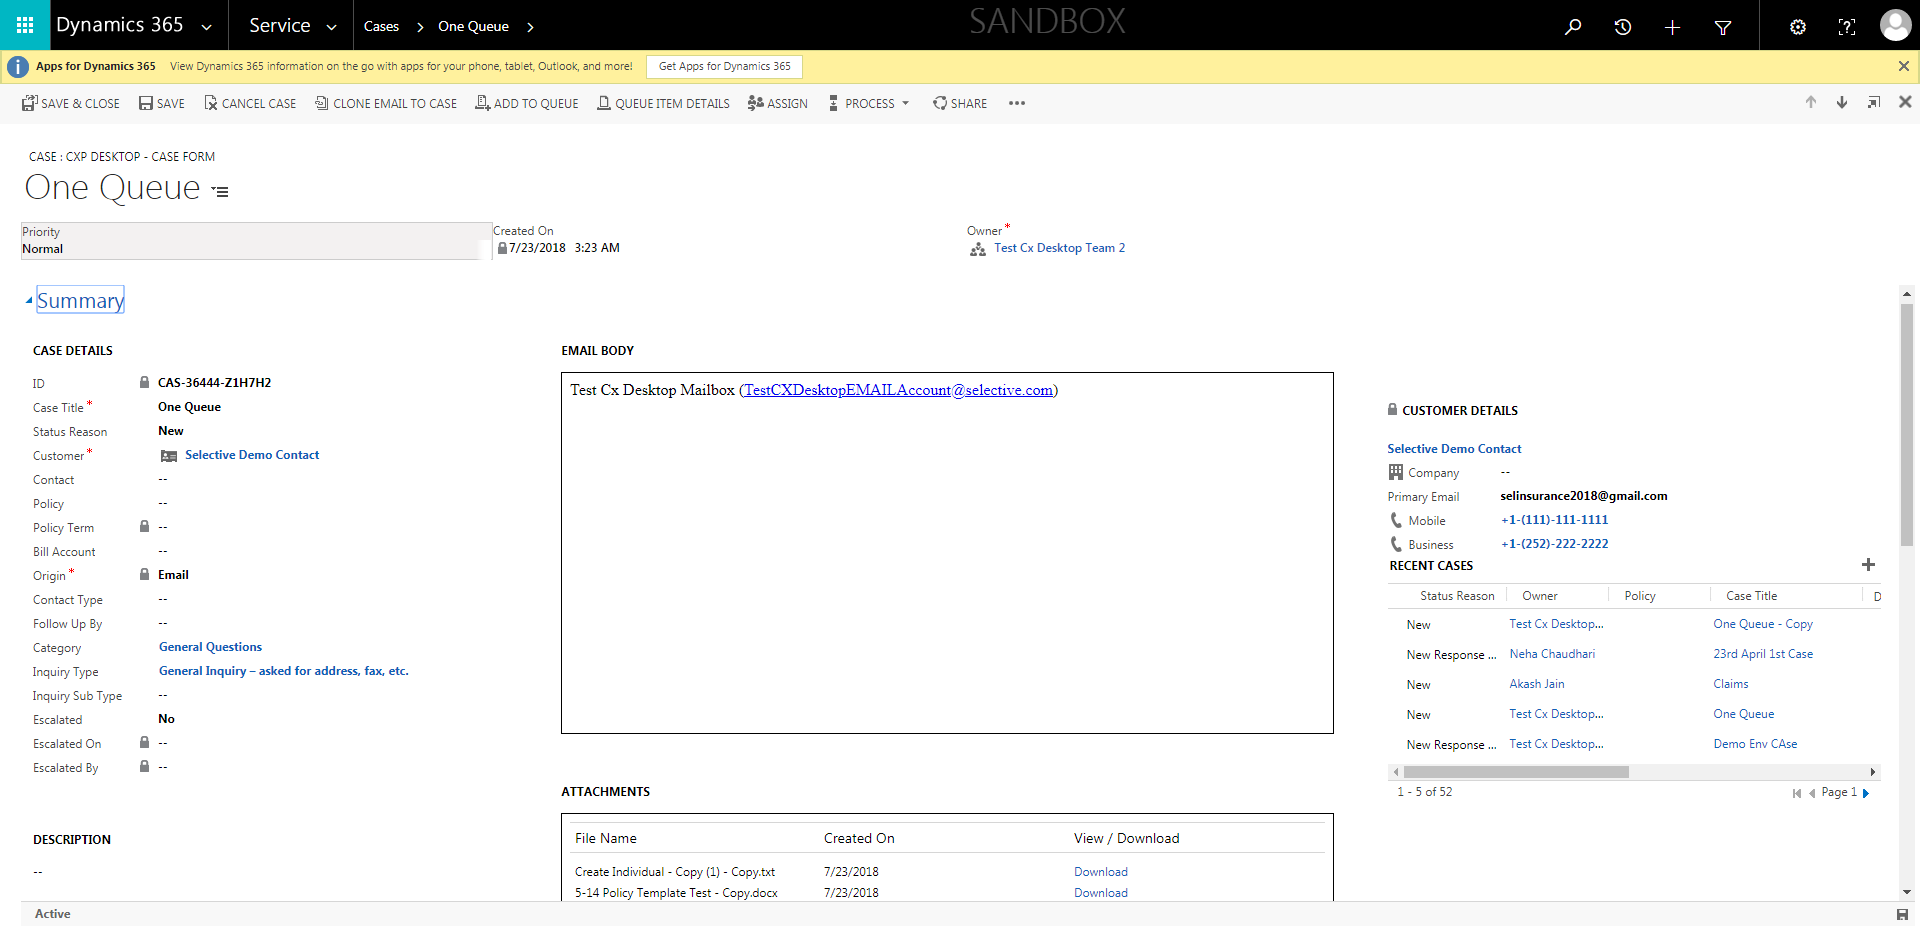 Dynamics 365 Service Cases One Queue SANDBOX
Apps for Dynamics 365 View Dynamics 365 information on the go with apps for your phone, tablet, Outlook, and more! Get Apps for Dynamics 365
SAVE & CLOSE SAVE CANCEL CASE CLONE EMAIL TO CASE ADD TO QUEUE QUEUE ITEM DETAILS ASSIGN PROCESS SHARE
CASE : CXP DESKTOP - CASE FORM
One Queue
Priority
Normal
Created On
7/23/2018 3:23 AM
Owner*
Test Cx Desktop Team 2
Summary
CASE DETAILS
ID CAS-36444-Z1H7H2
Case Title* One Queue
Status Reason New
Customer* Selective Demo Contact
Contact --
Policy --
Policy Term --
Bill Account --
Origin* Email
Contact Type --
Follow Up By --
Category General Questions
Inquiry Type General Inquiry – asked for address, fax, etc.
Inquiry Sub Type --
Escalated No
Escalated On --
Escalated By --
DESCRIPTION
--
EMAIL BODY
Test Cx Desktop Mailbox (TestCXDesktopEMAILAccount@selective.com)
ATTACHMENTS
File Name Created On View / Download
Create Individual - Copy (1) - Copy.txt 7/23/2018 Download
5-14 Policy Template Test - Copy.docx 7/23/2018 Download
CUSTOMER DETAILS
Selective Demo Contact
Company --
Primary Email selinsurance2018@gmail.com
Mobile +1-(111)-111-1111
Business +1-(252)-222-2222
RECENT CASES
Status Reason Owner Policy Case Title D
New Test Cx Desktop... One Queue - Copy
New Response ... Neha Chaudhari 23rd April 1st Case
New Akash Jain Claims
New Test Cx Desktop... One Queue
New Response ... Test Cx Desktop... Demo Env CAse
1 - 5 of 52 Page 1
Active